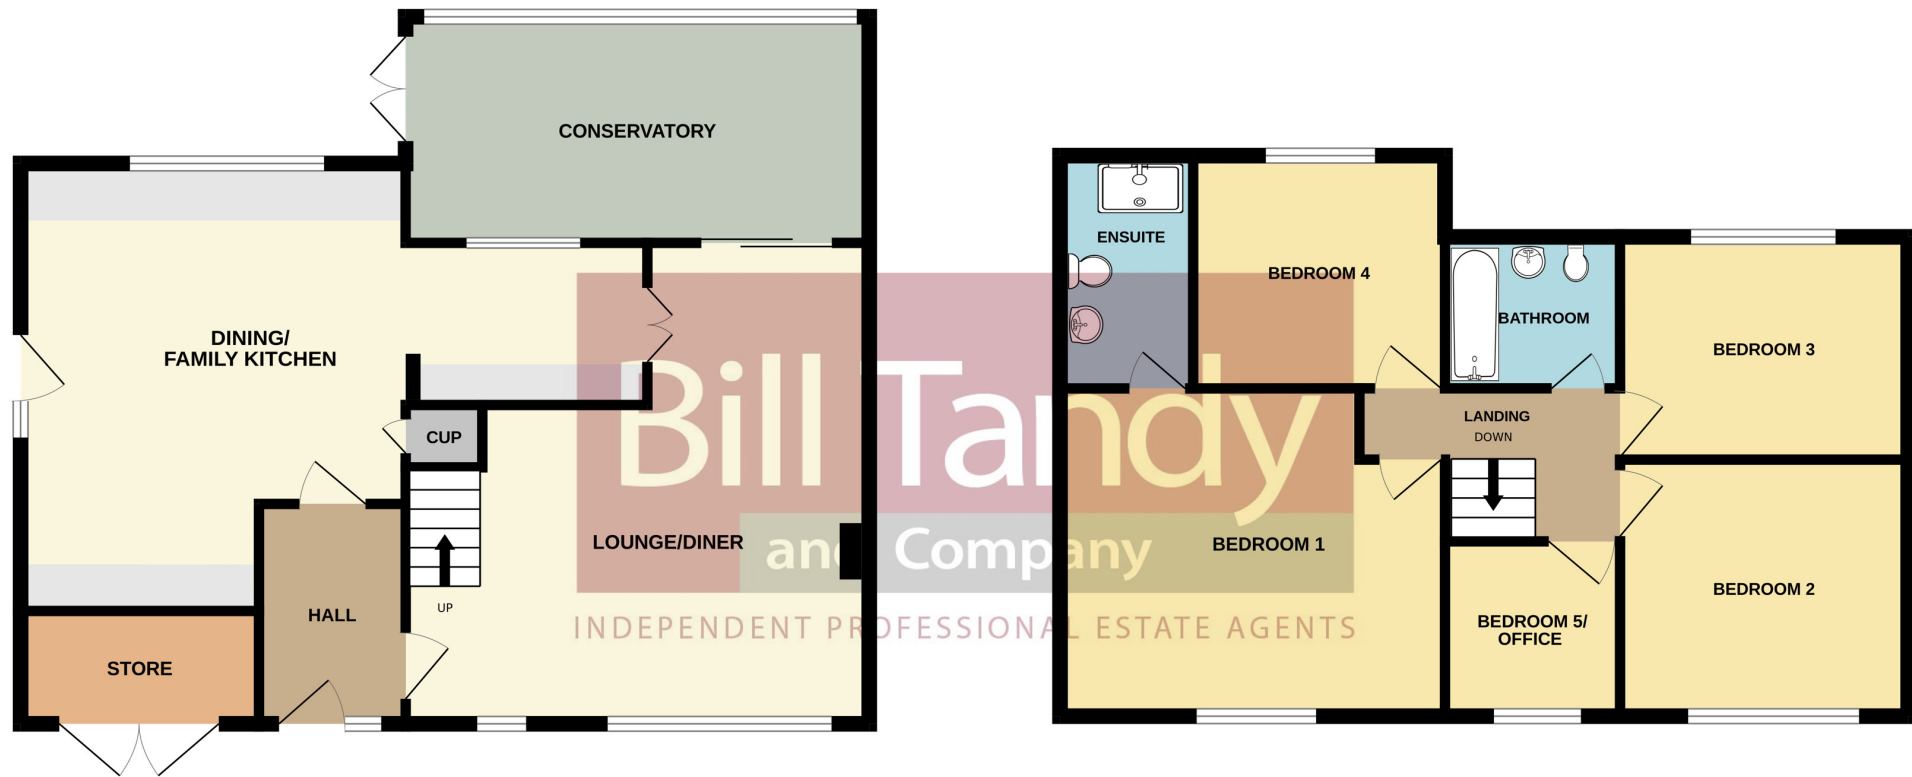 CONSERVATORY
DINING/
FAMILY KITCHEN
CUP
LOUNGE/DINER
UP
HALL
STORE
ENSUITE
BEDROOM 4
BATHROOM
BEDROOM 3
LANDING
DOWN
BEDROOM 1
BEDROOM 2
BEDROOM 5/
OFFICE
Bill Tandy
and Company
INDEPENDENT PROFESSIONAL ESTATE AGENTS